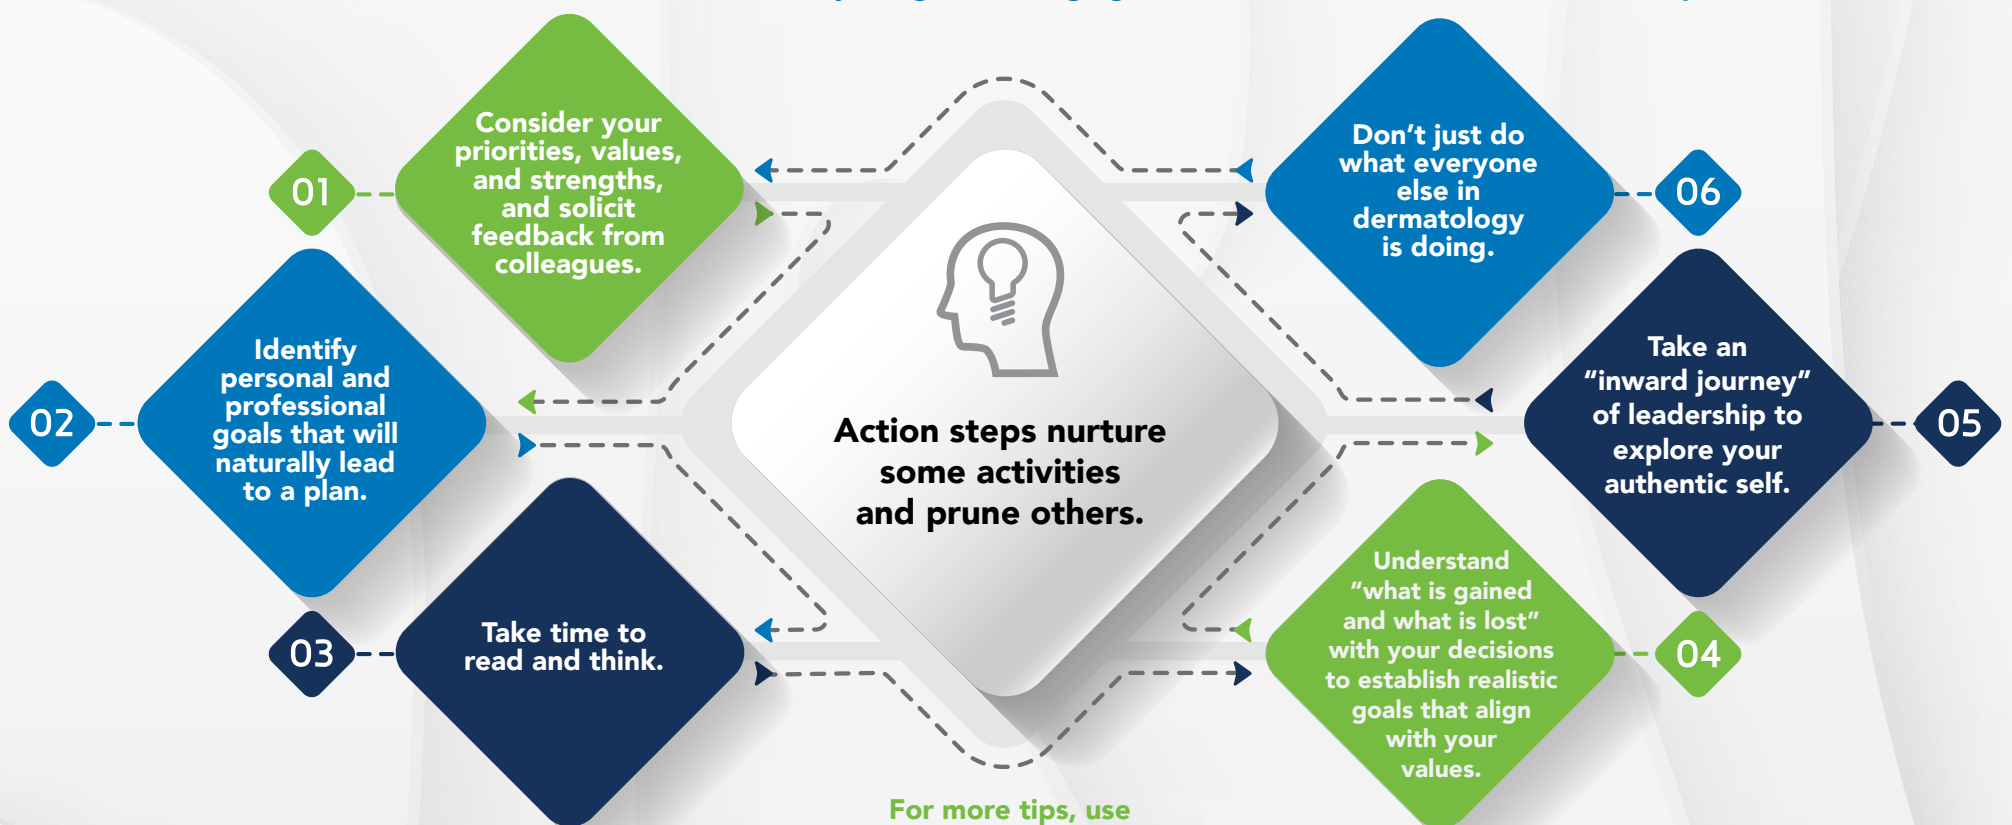 01
Consider your
priorities, values,
and strengths,
and solicit
feedback from
colleagues.
02
Identify
personal and
professional
goals that will
naturally lead
to a plan.
03
Take time to
read and think.
Action steps nurture
some activities
and prune others.
04
Understand
“what is gained
and what is lost”
with your decisions
to establish realistic
goals that align
with your
values.
05
Take an
“inward journey”
of leadership to
explore your
authentic self.
06
Don’t just do
what everyone
else in
dermatology
is doing.
For more tips, use